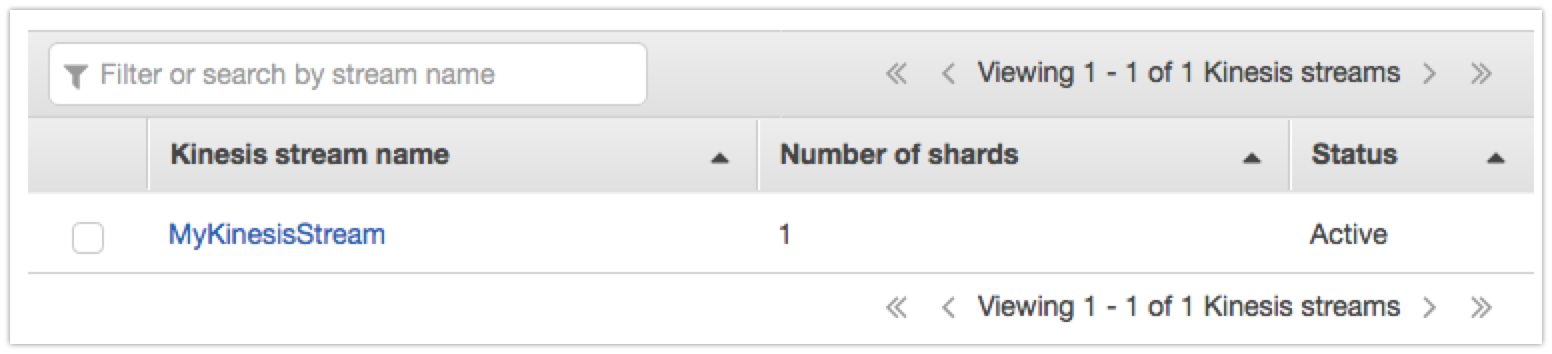 Filter or search by stream name
Viewing 1 - 1 of 1 Kinesis streams
Kinesis stream name Number of shards Status
MyKinesisStream 1 Active
Viewing 1 - 1 of 1 Kinesis streams